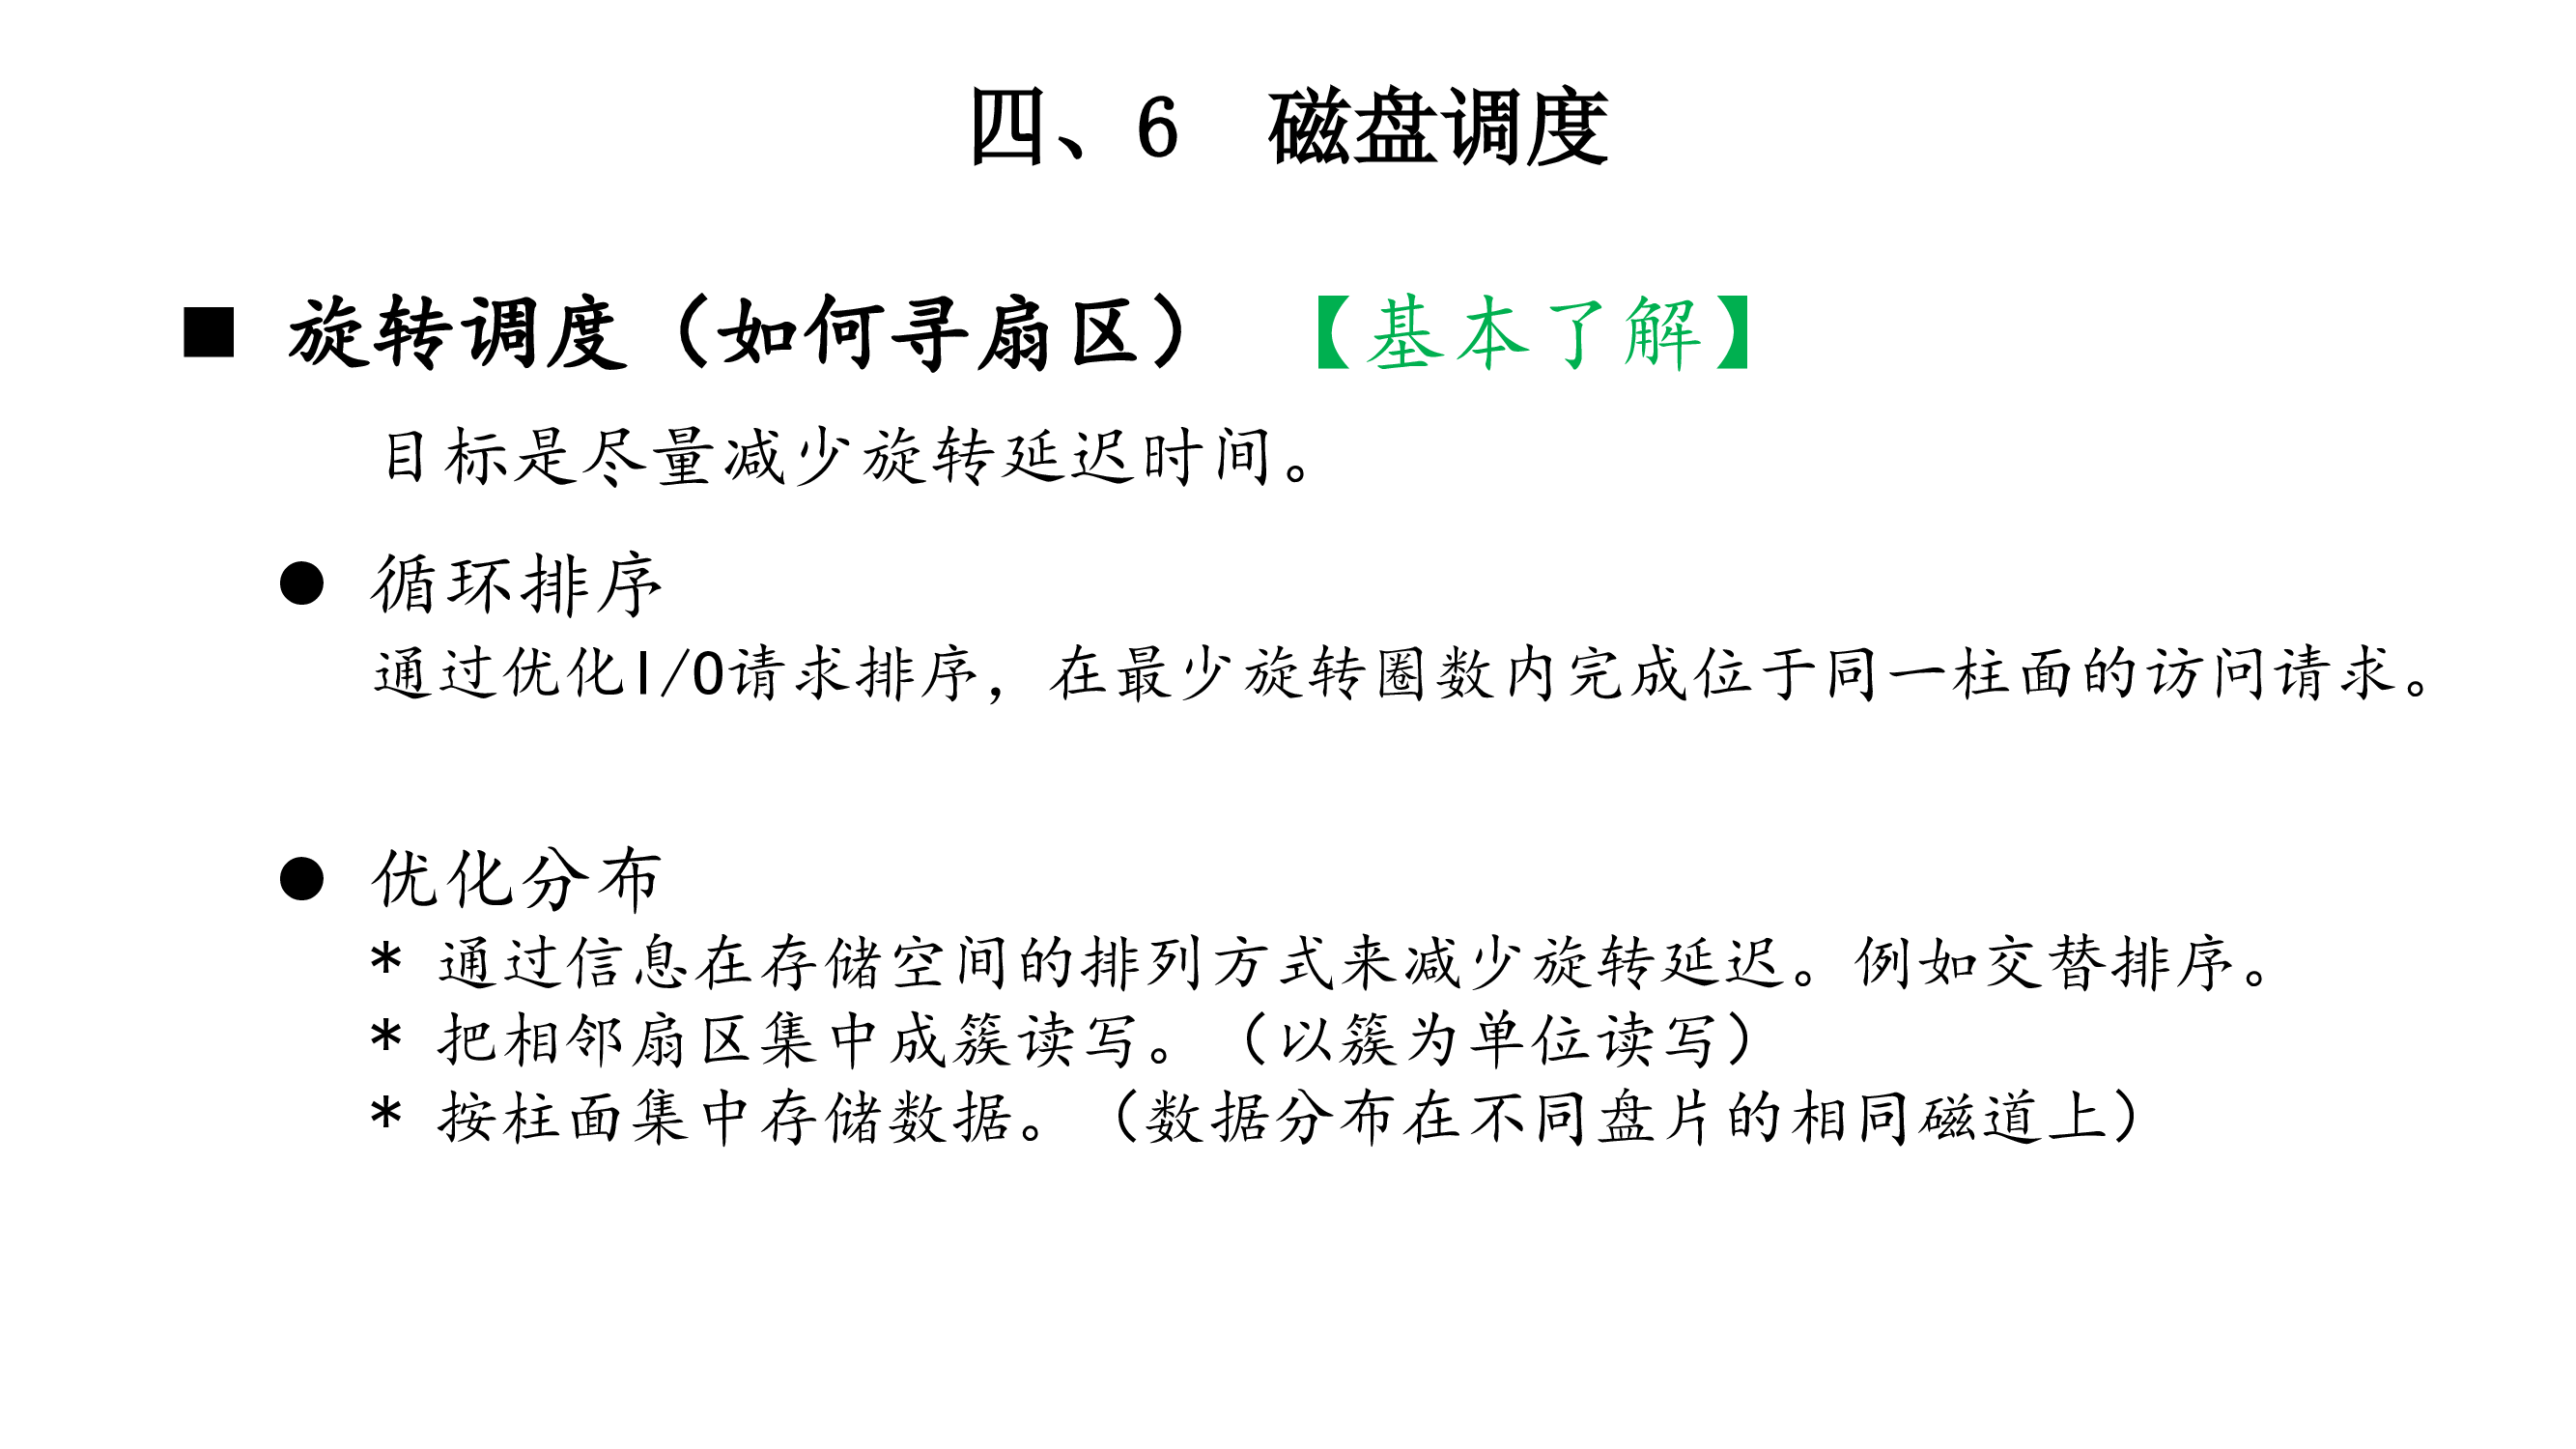 四、6 磁盘调度
■ 旋转调度（如何寻扇区） 【基本了解】
目标是尽量减少旋转延迟时间。
● 循环排序
通过优化I/O请求排序，在最少旋转圈数内完成位于同一柱面的访问请求。
● 优化分布
* 通过信息在存储空间的排列方式来减少旋转延迟。例如交替排序。
* 把相邻扇区集中成簇读写。（以簇为单位读写）
* 按柱面集中存储数据。（数据分布在不同盘片的相同磁道上）